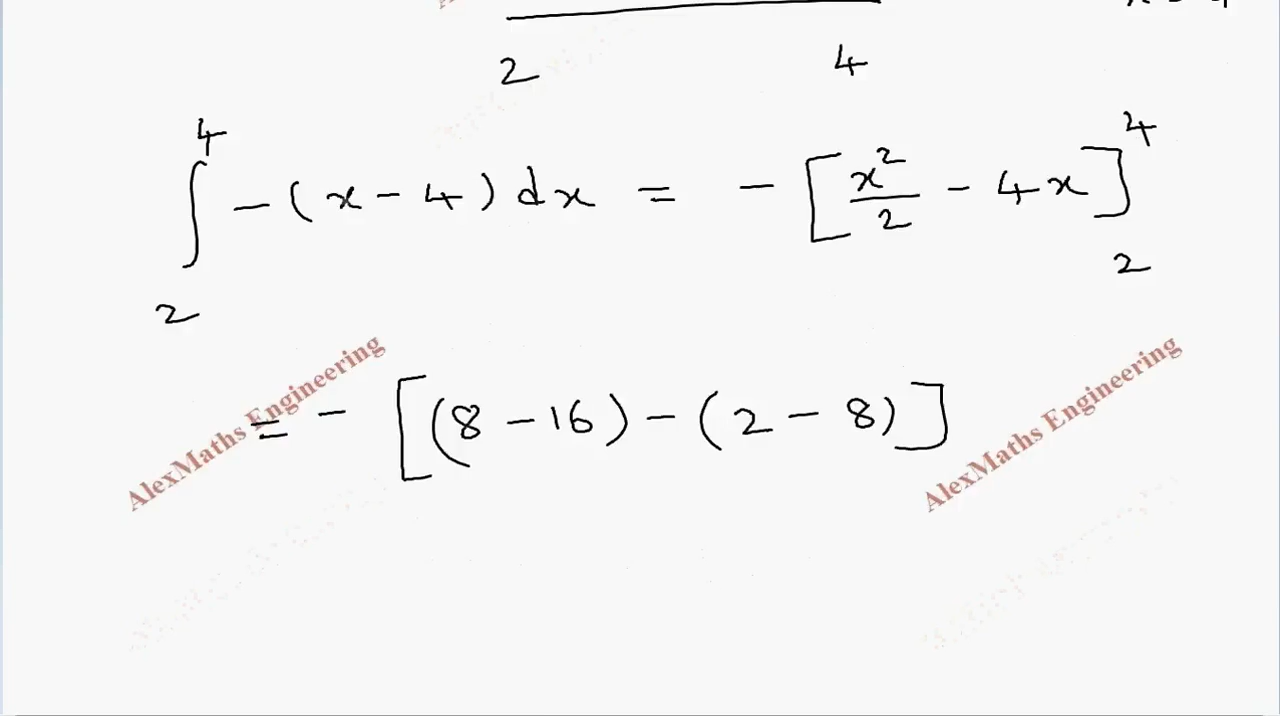 2 4
∫₂⁴ -(x-4) dx = -[x²/2 - 4x]₂⁴
= -[(8-16)-(2-8)]
AlexMaths Engineering
AlexMaths Engineering